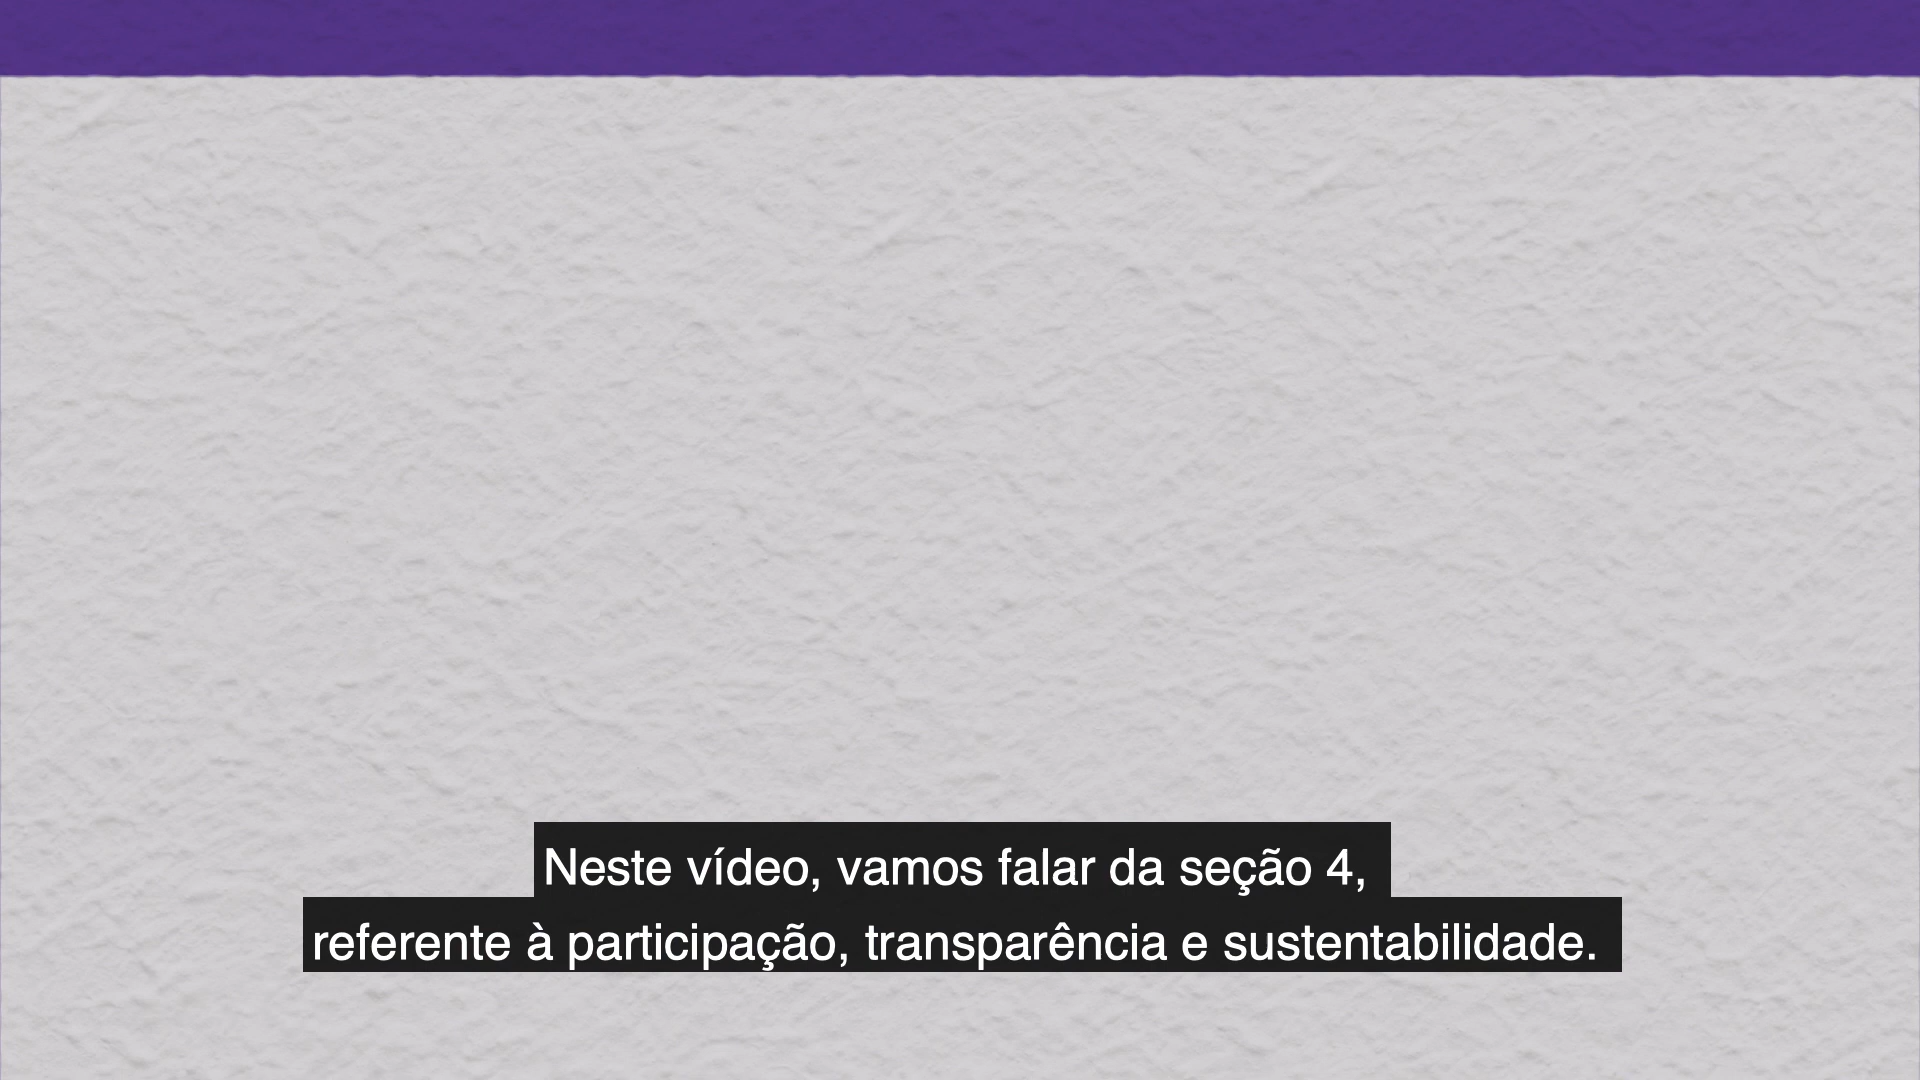 Neste vídeo, vamos falar da seção 4,
referente à participação, transparência e sustentabilidade.